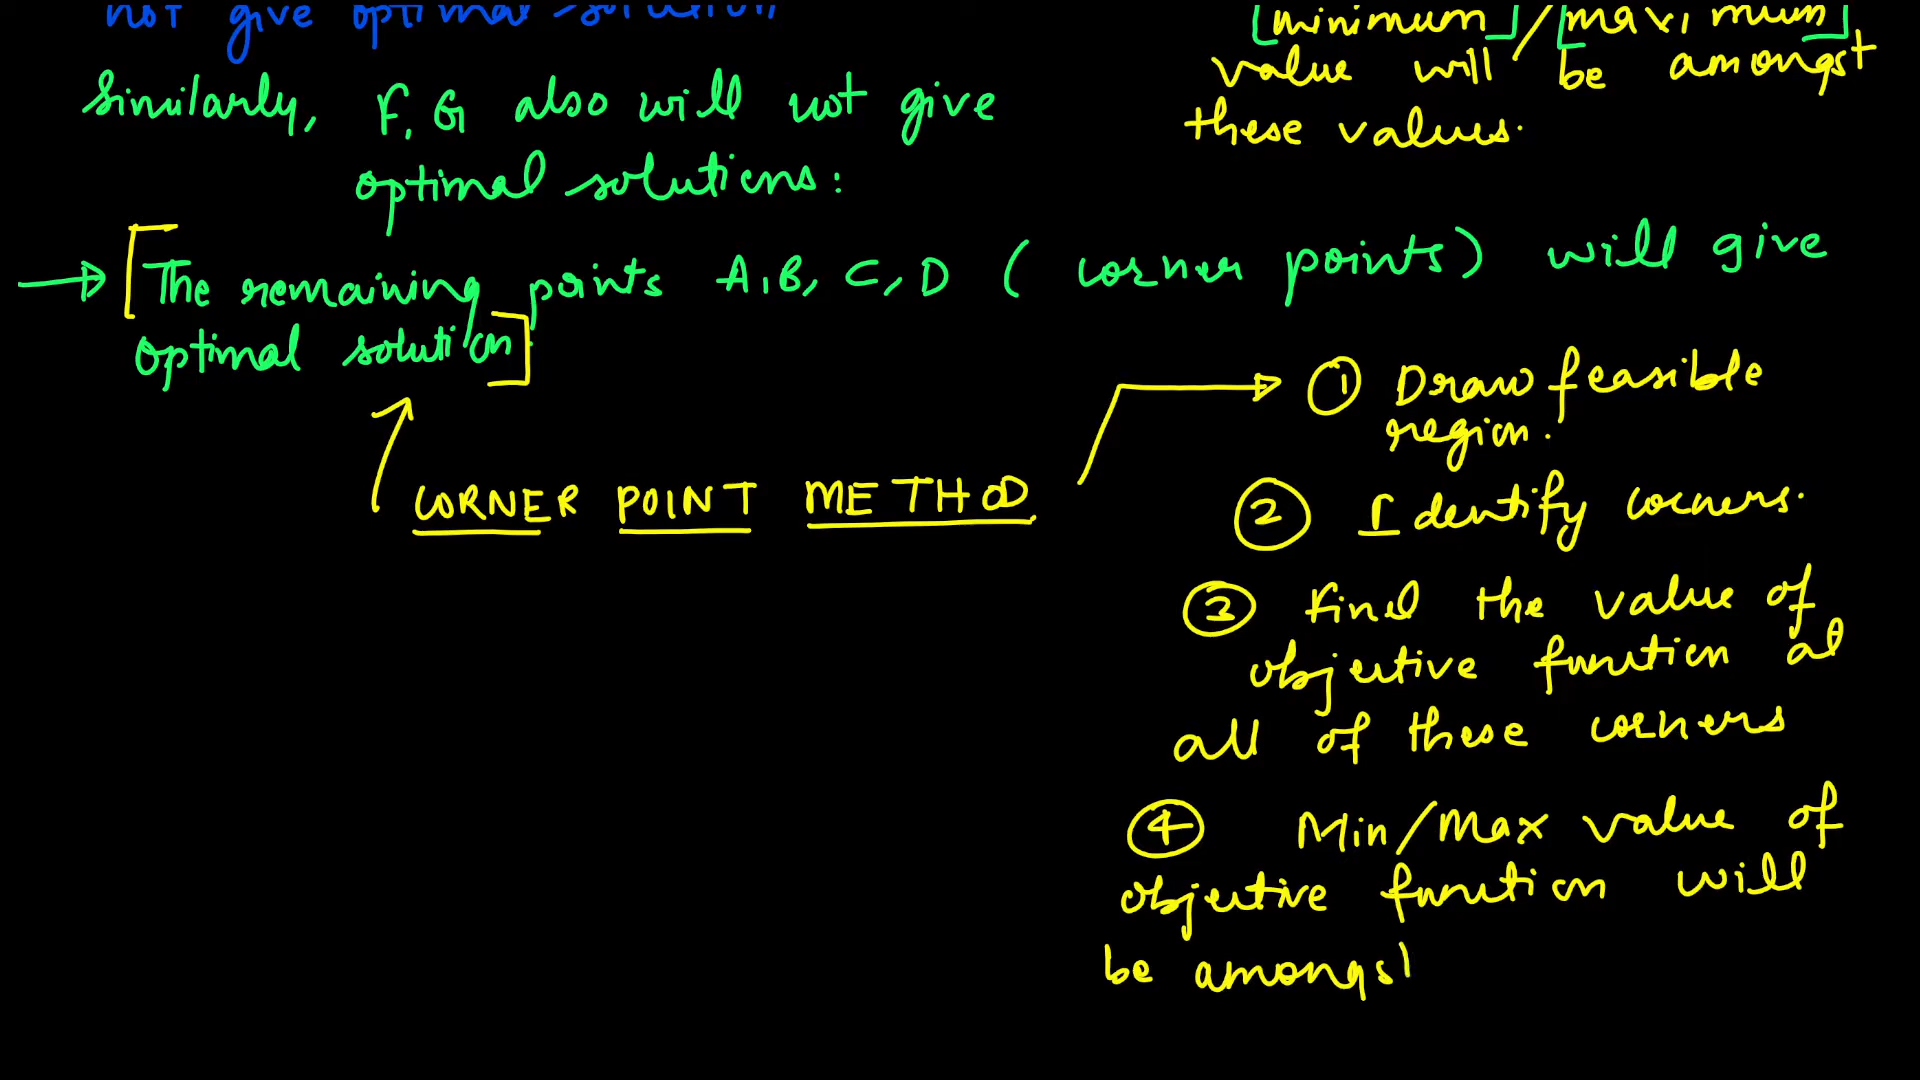 not give optimal solution
[minimum]/[maximum]
value will be amongst
these values.
Similarly, F, G also will not give
optimal solutions:
→ [The remaining points A, B, C, D ( corner points) will give
optimal solution]
CORNER POINT METHOD
① Draw feasible
region.
② Identify corners.
③ Find the value of
objective function at
all of these corners
④ Min/Max value of
objective function will
be amongst